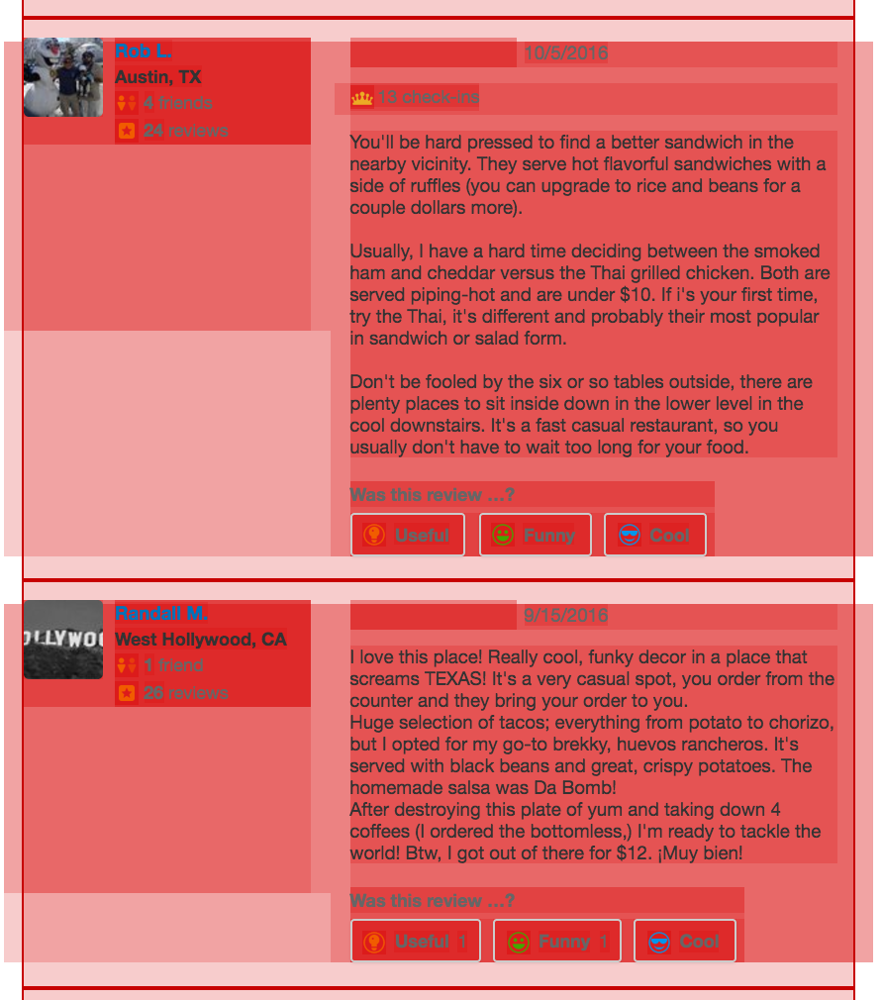 Rob L.
Austin, TX
4 friends
24 reviews
10/5/2016
13 check-ins
You'll be hard pressed to find a better sandwich in the
nearby vicinity. They serve hot flavorful sandwiches with a
side of ruffles (you can upgrade to rice and beans for a
couple dollars more).
Usually, I have a hard time deciding between the smoked
ham and cheddar versus the Thai grilled chicken. Both are
served piping-hot and are under $10. If i's your first time,
try the Thai, it's different and probably their most popular
in sandwich or salad form.
Don't be fooled by the six or so tables outside, there are
plenty places to sit inside down in the lower level in the
cool downstairs. It's a fast casual restaurant, so you
usually don't have to wait too long for your food.
Was this review …?
Useful Funny Cool
OLLYWO
Randall M.
West Hollywood, CA
1 friend
26 reviews
9/15/2016
I love this place! Really cool, funky decor in a place that
screams TEXAS! It's a very casual spot, you order from the
counter and they bring your order to you.
Huge selection of tacos; everything from potato to chorizo,
but I opted for my go-to brekky, huevos rancheros. It's
served with black beans and great, crispy potatoes. The
homemade salsa was Da Bomb!
After destroying this plate of yum and taking down 4
coffees (I ordered the bottomless,) I'm ready to tackle the
world! Btw, I got out of there for $12. ¡Muy bien!
Was this review …?
Useful 1 Funny 1 Cool